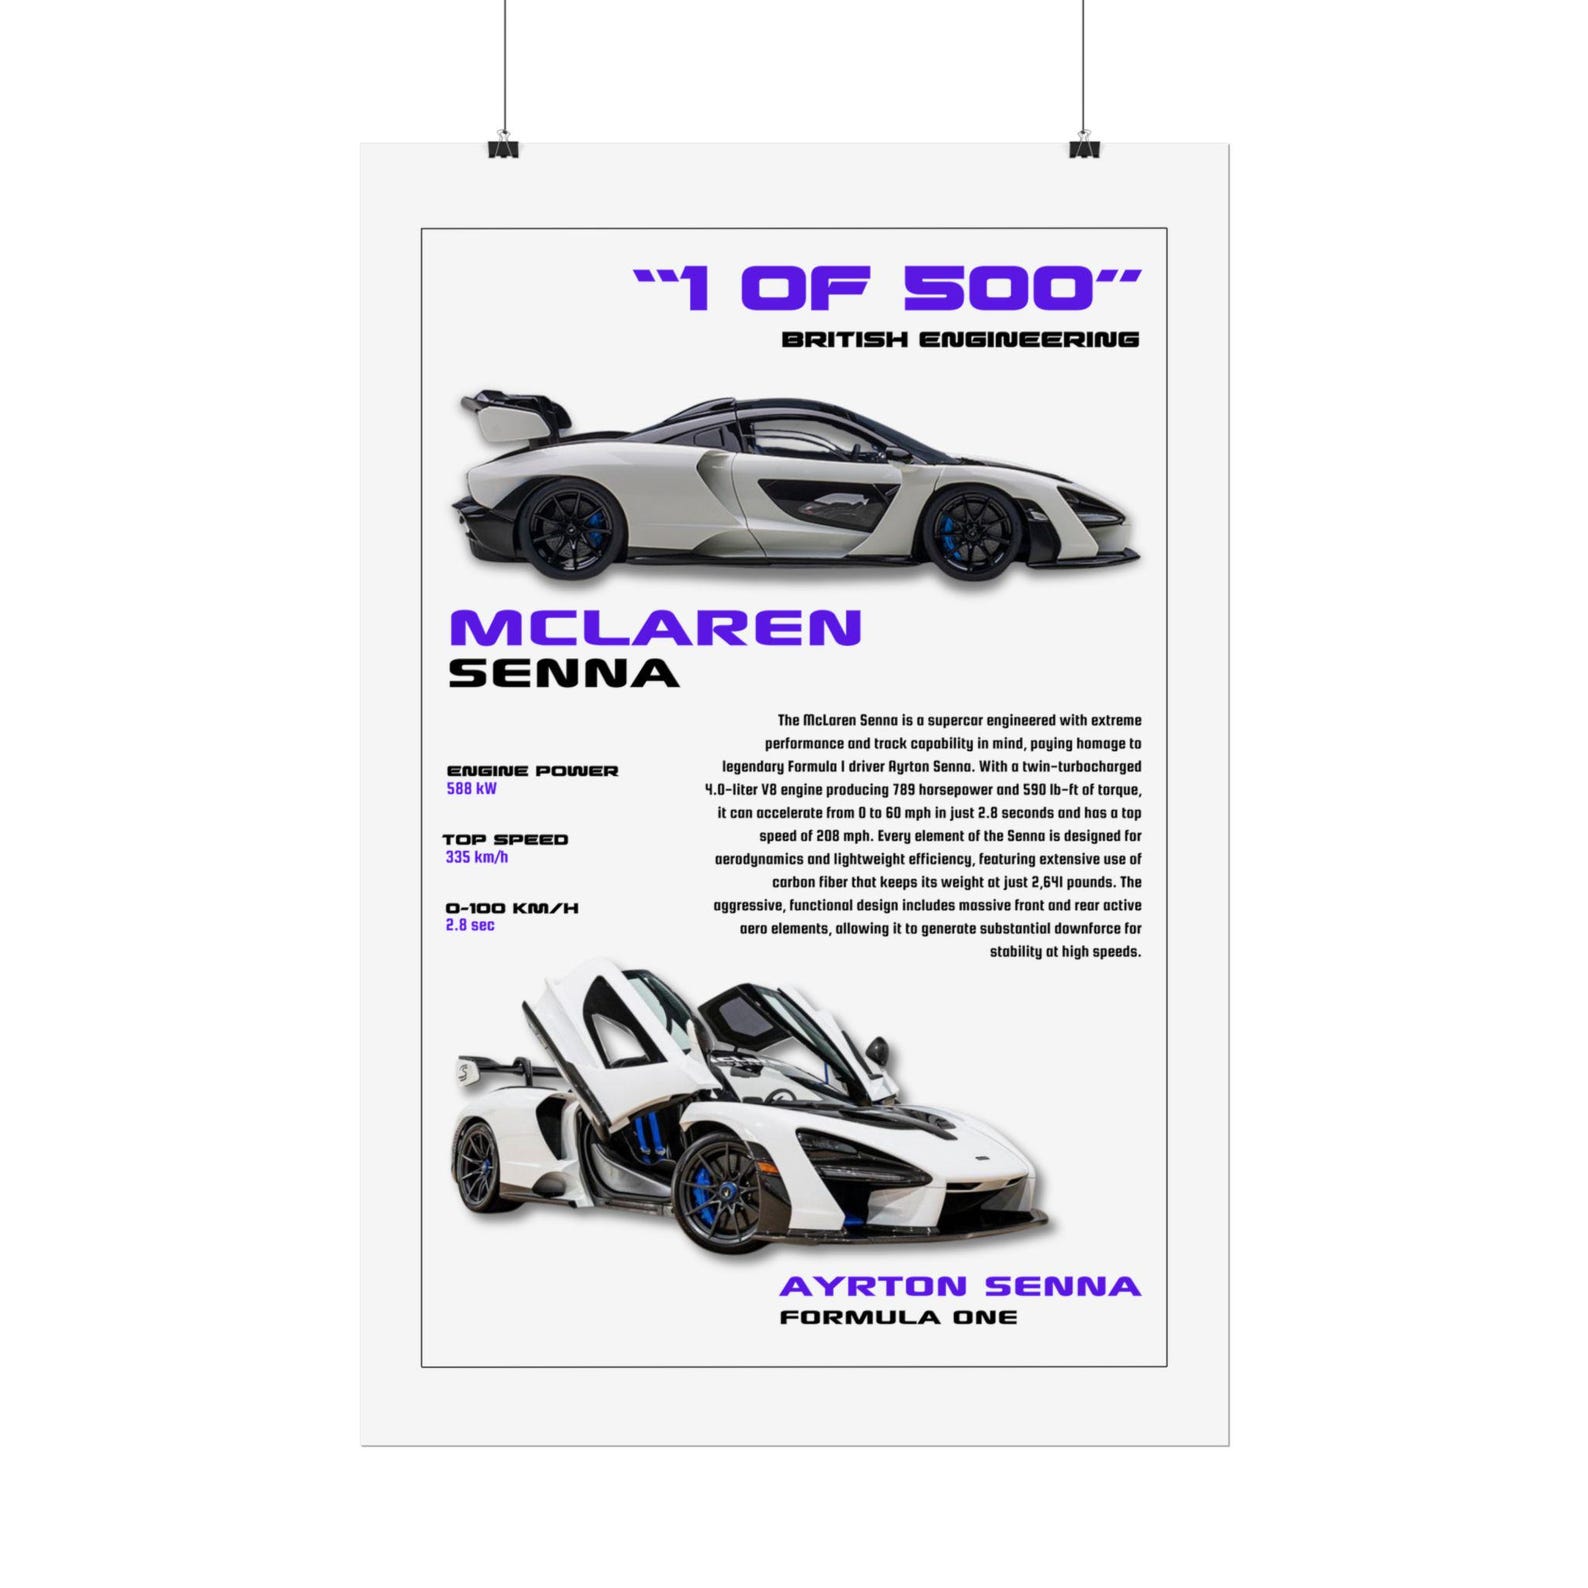 “1 OF 500”
BRITISH ENGINEERING
MCLAREN
SENNA
The McLaren Senna is a supercar engineered with extreme
performance and track capability in mind, paying homage to
legendary Formula 1 driver Ayrton Senna. With a twin-turbocharged
4.0-liter V8 engine producing 789 horsepower and 590 lb-ft of torque,
it can accelerate from 0 to 60 mph in just 2.8 seconds and has a top
speed of 208 mph. Every element of the Senna is designed for
aerodynamics and lightweight efficiency, featuring extensive use of
carbon fiber that keeps its weight at just 2,641 pounds. The
aggressive, functional design includes massive front and rear active
aero elements, allowing it to generate substantial downforce for
stability at high speeds.
ENGINE POWER
588 kW
TOP SPEED
335 km/h
0-100 KM/H
2.8 sec
AYRTON SENNA
FORMULA ONE